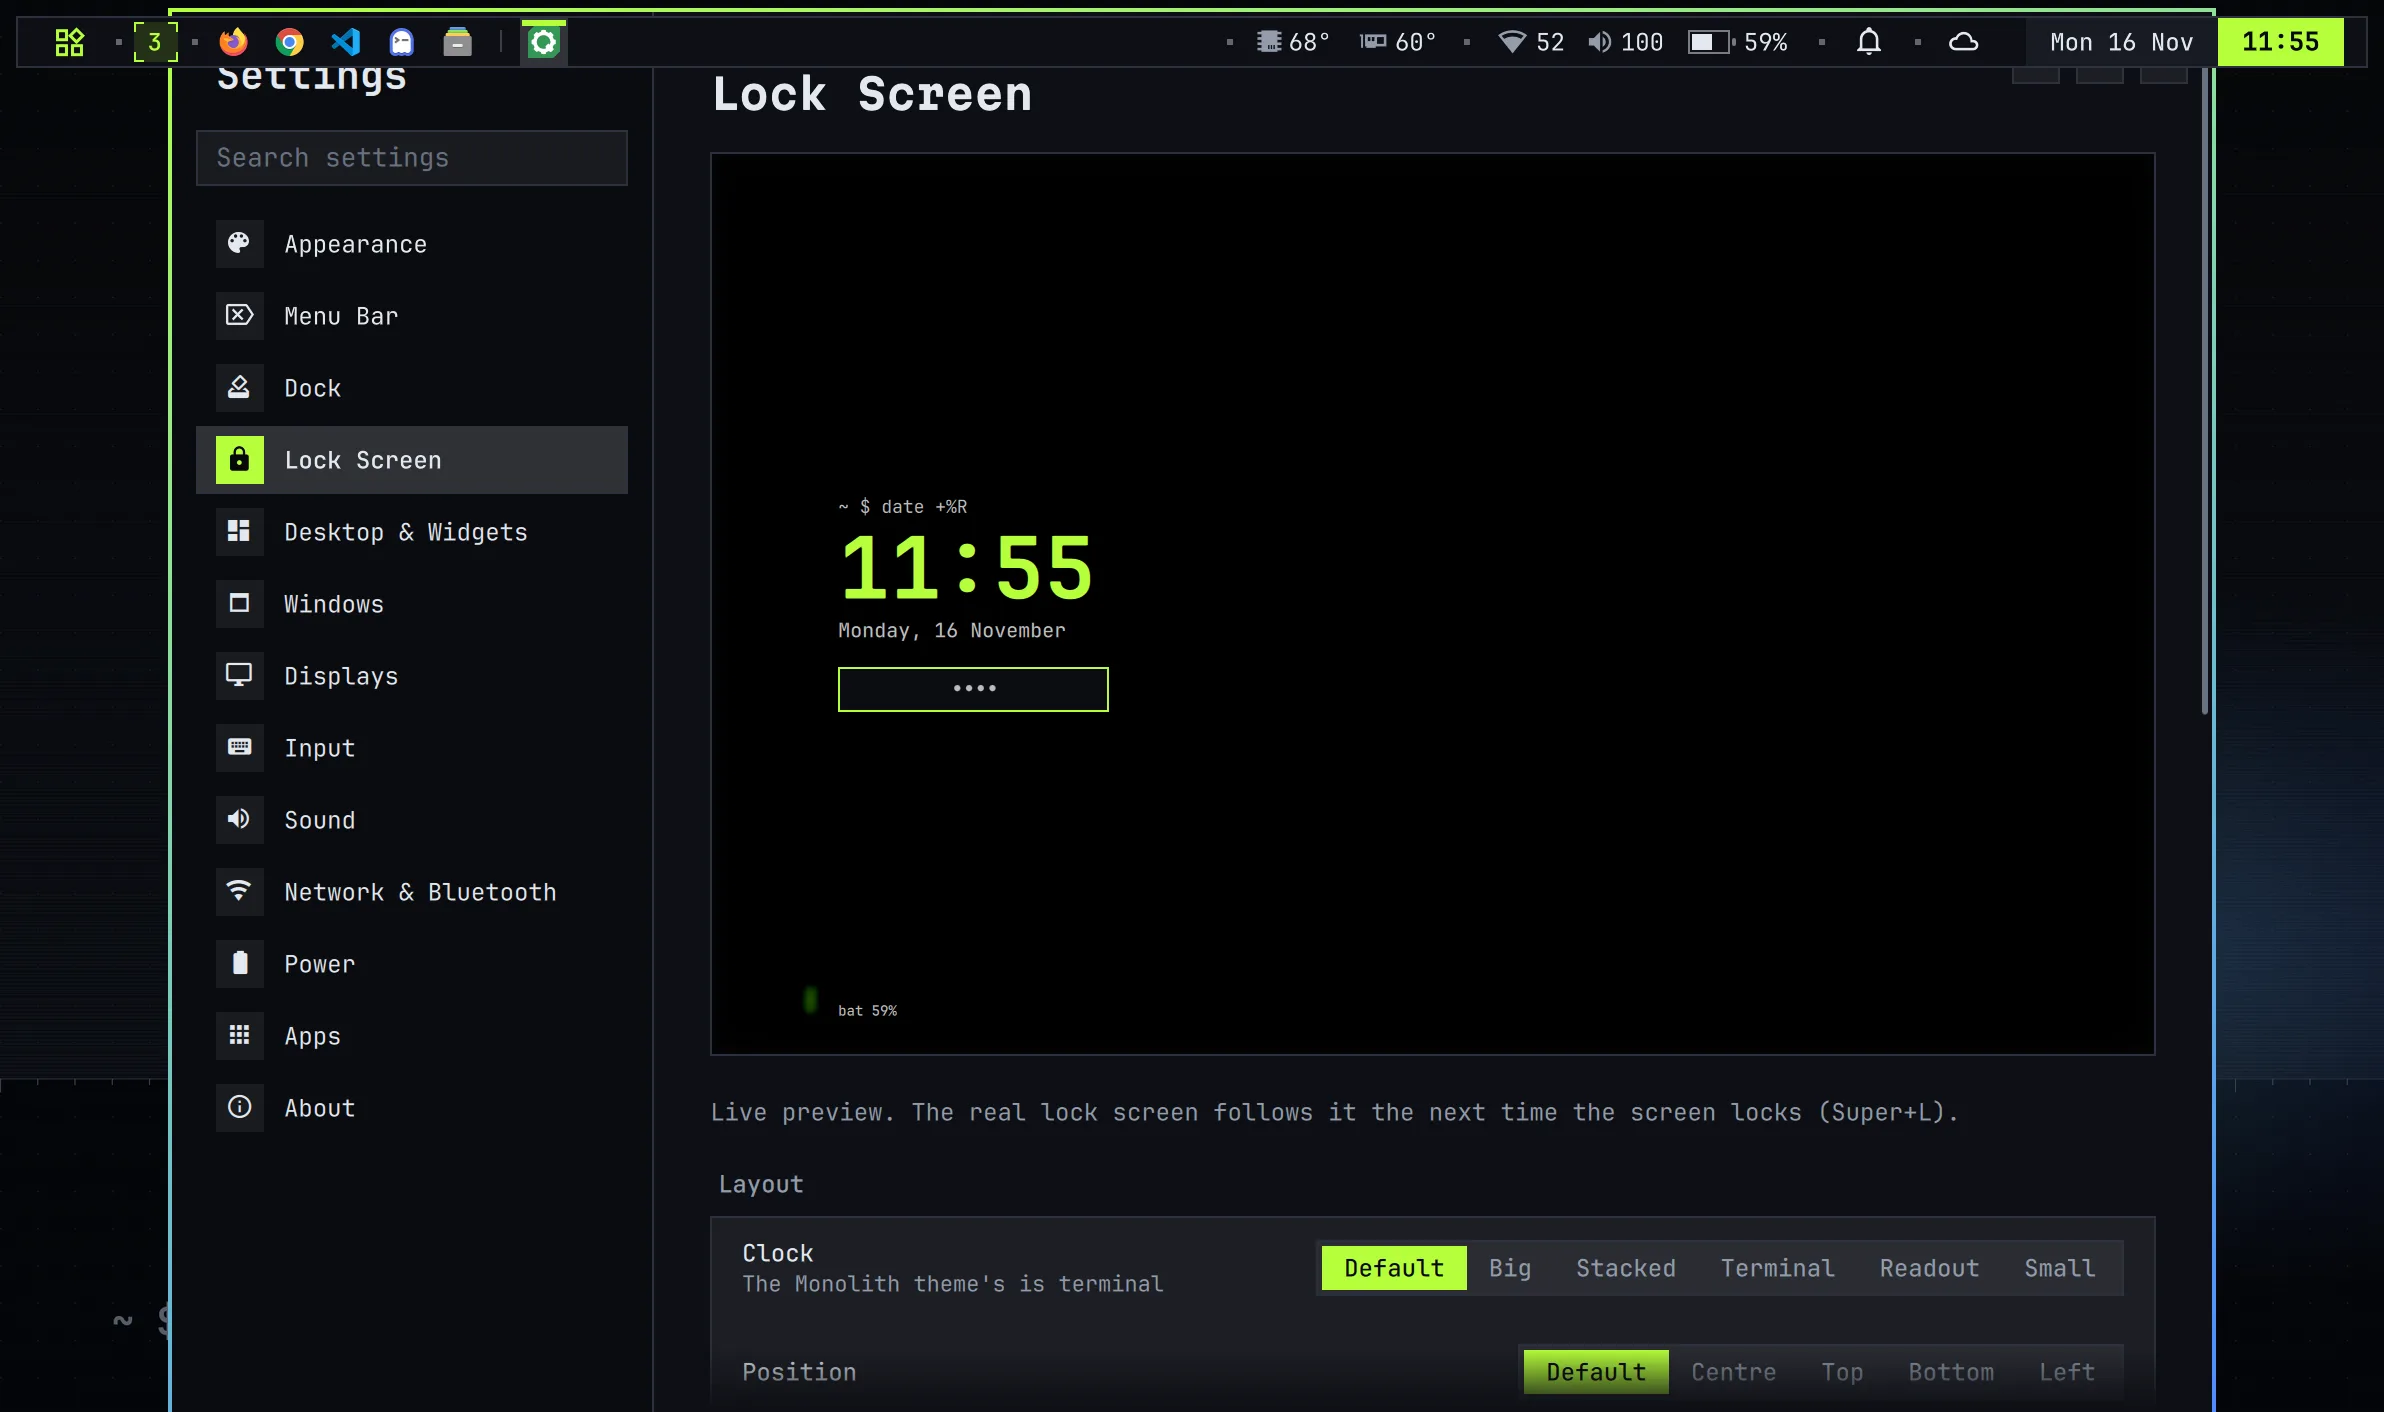 3
68° 60° 52 100 59% Mon 16 Nov 11:55
Settings
Search settings
Appearance
Menu Bar
Dock
Lock Screen
Desktop & Widgets
Windows
Displays
Input
Sound
Network & Bluetooth
Power
Apps
About
Lock Screen
~ $ date +%R
11:55
Monday, 16 November
••••
bat 59%
Live preview. The real lock screen follows it the next time the screen locks (Super+L).
Layout
Clock
The Monolith theme's is terminal
Default Big Stacked Terminal Readout Small
Position
Default Centre Top Bottom Left
~ $